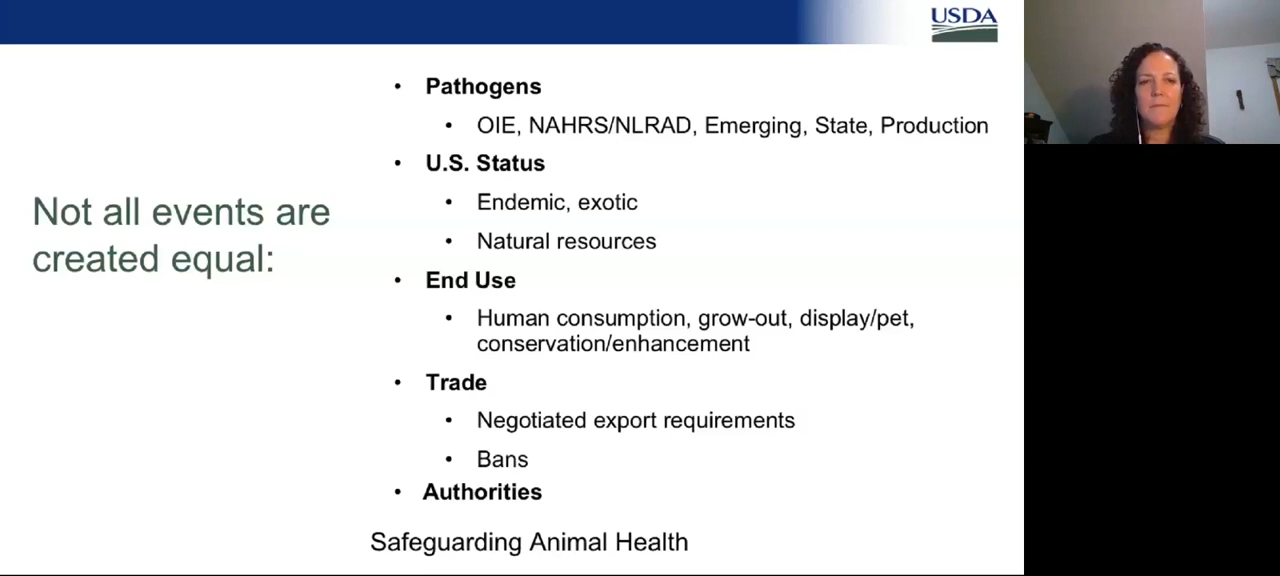 USDA
Not all events are
created equal:
• Pathogens
• OIE, NAHRS/NLRAD, Emerging, State, Production
• U.S. Status
• Endemic, exotic
• Natural resources
• End Use
• Human consumption, grow-out, display/pet,
conservation/enhancement
• Trade
• Negotiated export requirements
• Bans
• Authorities
Safeguarding Animal Health